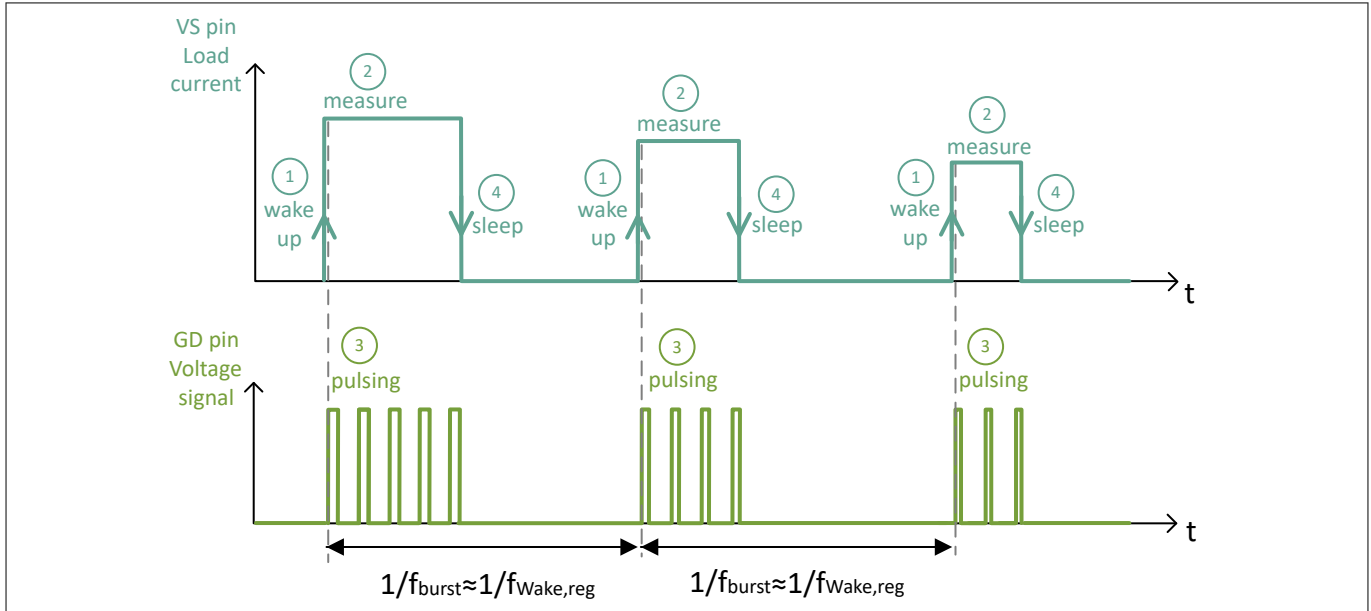 VS pin
Load
current
2
measure
2
measure
2
measure
1
wake
up
4
sleep
1
wake
up
4
sleep
1
wake
up
4
sleep
t
GD pin
Voltage
signal
3
pulsing
3
pulsing
3
pulsing
t
1/fburst≈1/fWake,reg
1/fburst≈1/fWake,reg